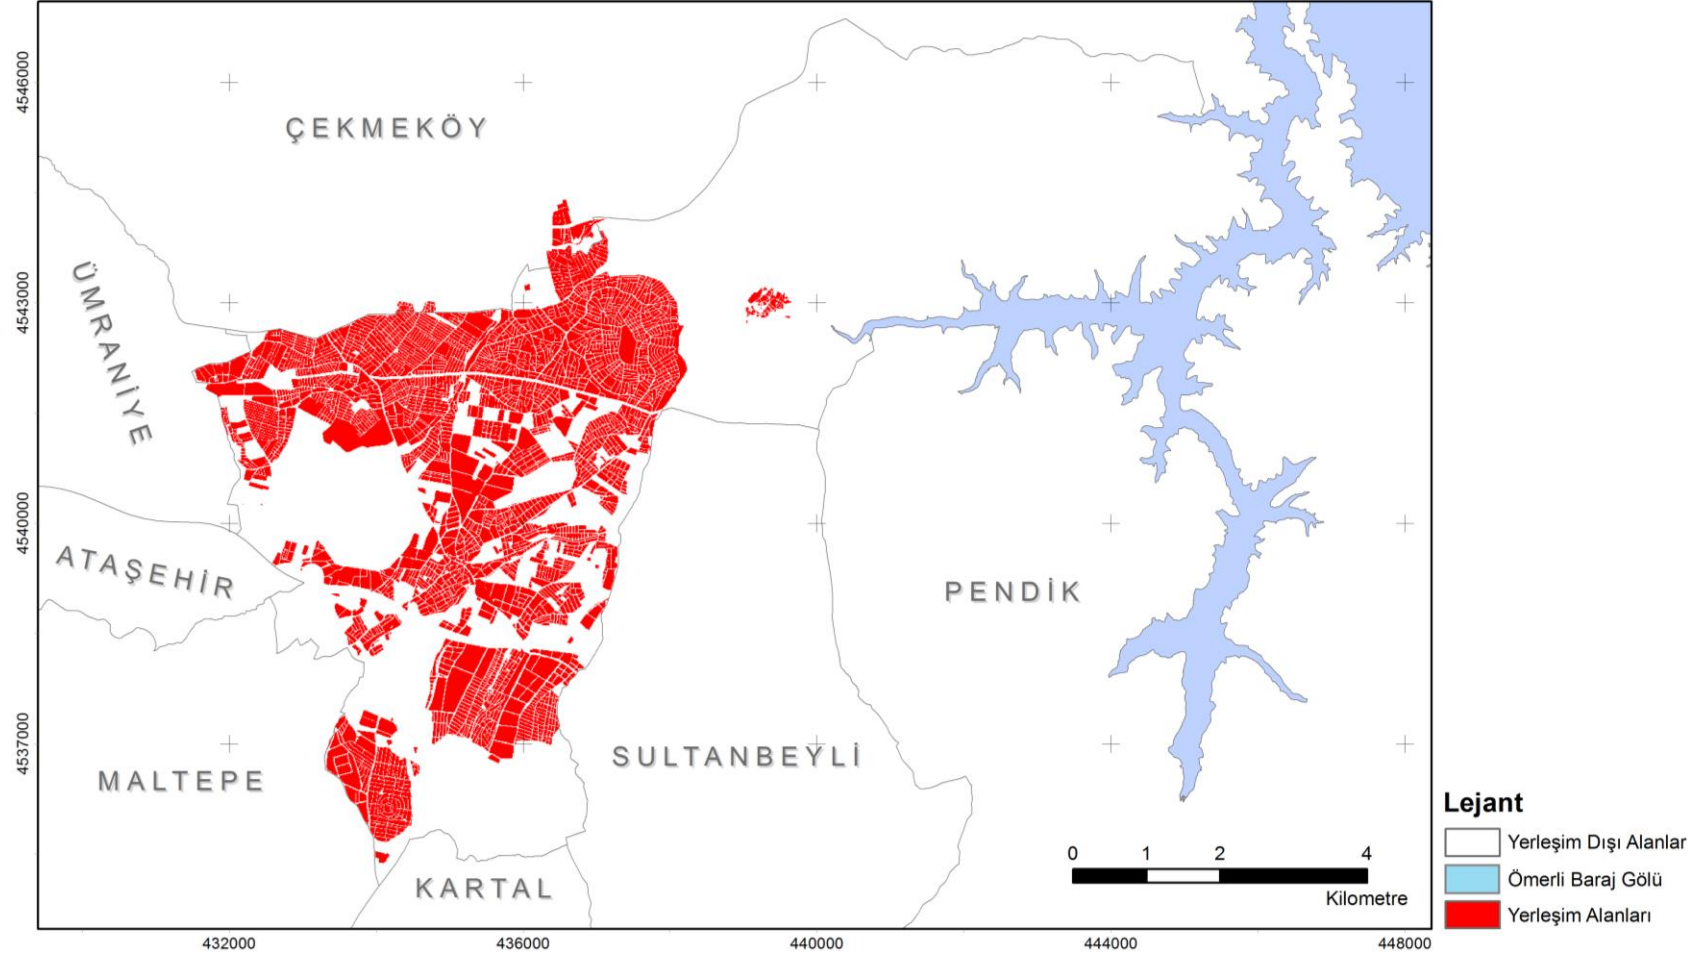 4546000
ÇEKMEKÖY
ÜMRANİYE
4543000
4540000
ATAŞEHİR
PENDİK
4537000
MALTEPE
SULTANBEYLİ
KARTAL
0 1 2 4
Kilometre
432000 436000 440000 444000 448000
Lejant
Yerleşim Dışı Alanlar
Ömerli Baraj Gölü
Yerleşim Alanları